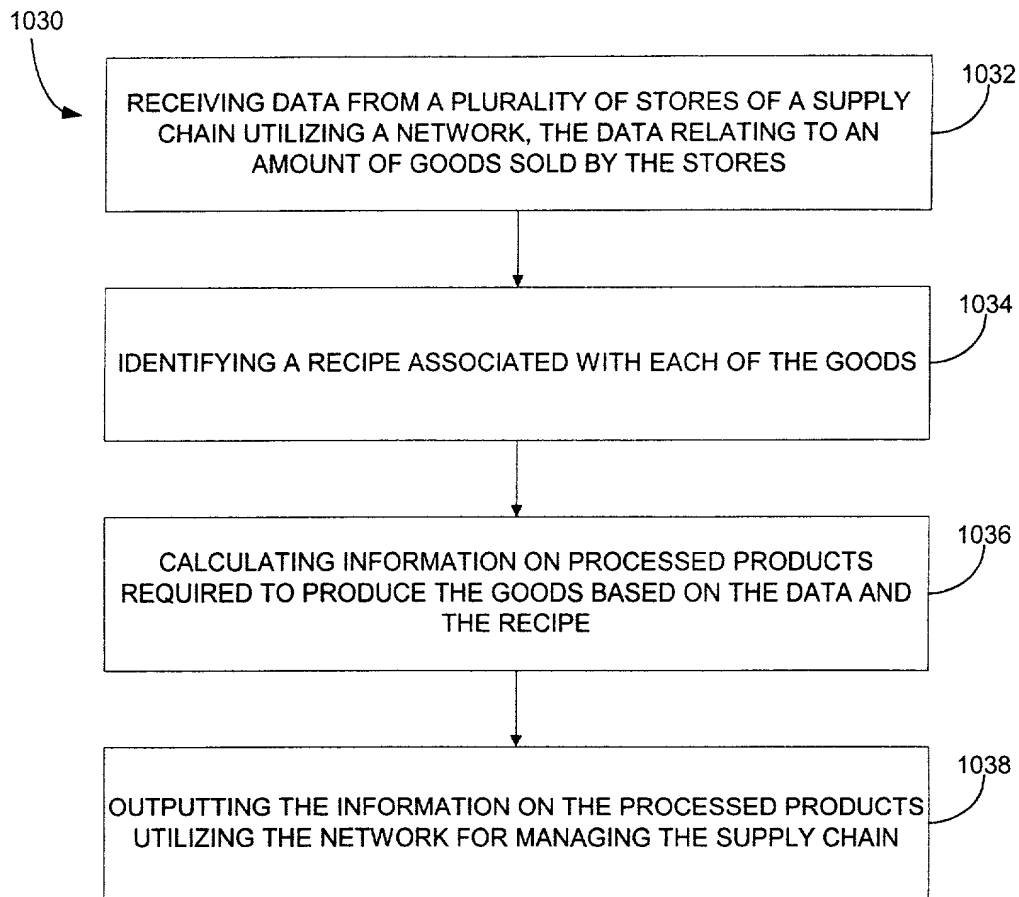 1030
1032
RECEIVING DATA FROM A PLURALITY OF STORES OF A SUPPLY
CHAIN UTILIZING A NETWORK, THE DATA RELATING TO AN
AMOUNT OF GOODS SOLD BY THE STORES
1034
IDENTIFYING A RECIPE ASSOCIATED WITH EACH OF THE GOODS
1036
CALCULATING INFORMATION ON PROCESSED PRODUCTS
REQUIRED TO PRODUCE THE GOODS BASED ON THE DATA AND
THE RECIPE
1038
OUTPUTTING THE INFORMATION ON THE PROCESSED PRODUCTS
UTILIZING THE NETWORK FOR MANAGING THE SUPPLY CHAIN